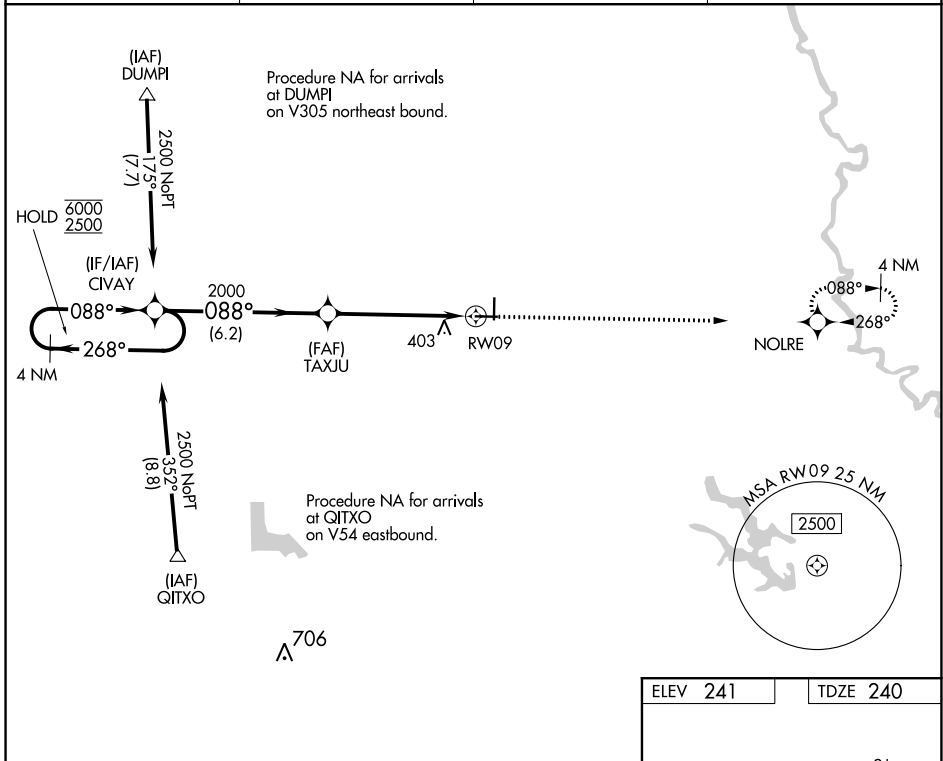 (IAF)
DUMPI
Procedure NA for arrivals
at DUMPI
on V305 northeast bound.
2500 NoPT
175°
(7.7)
HOLD 6000
2500
(IF/IAF)
CIVAY
088°
2000
088°
(6.2)
268°
4 NM
(FAF)
TAXJU
403
RW09
4 NM
088°
268°
NOLRE
2500 NoPT
352°
(8.8)
(IAF)
QITXO
Procedure NA for arrivals
at QITXO
on V54 eastbound.
MSA RW09 25 NM
2500
706
ELEV 241
TDZE 240